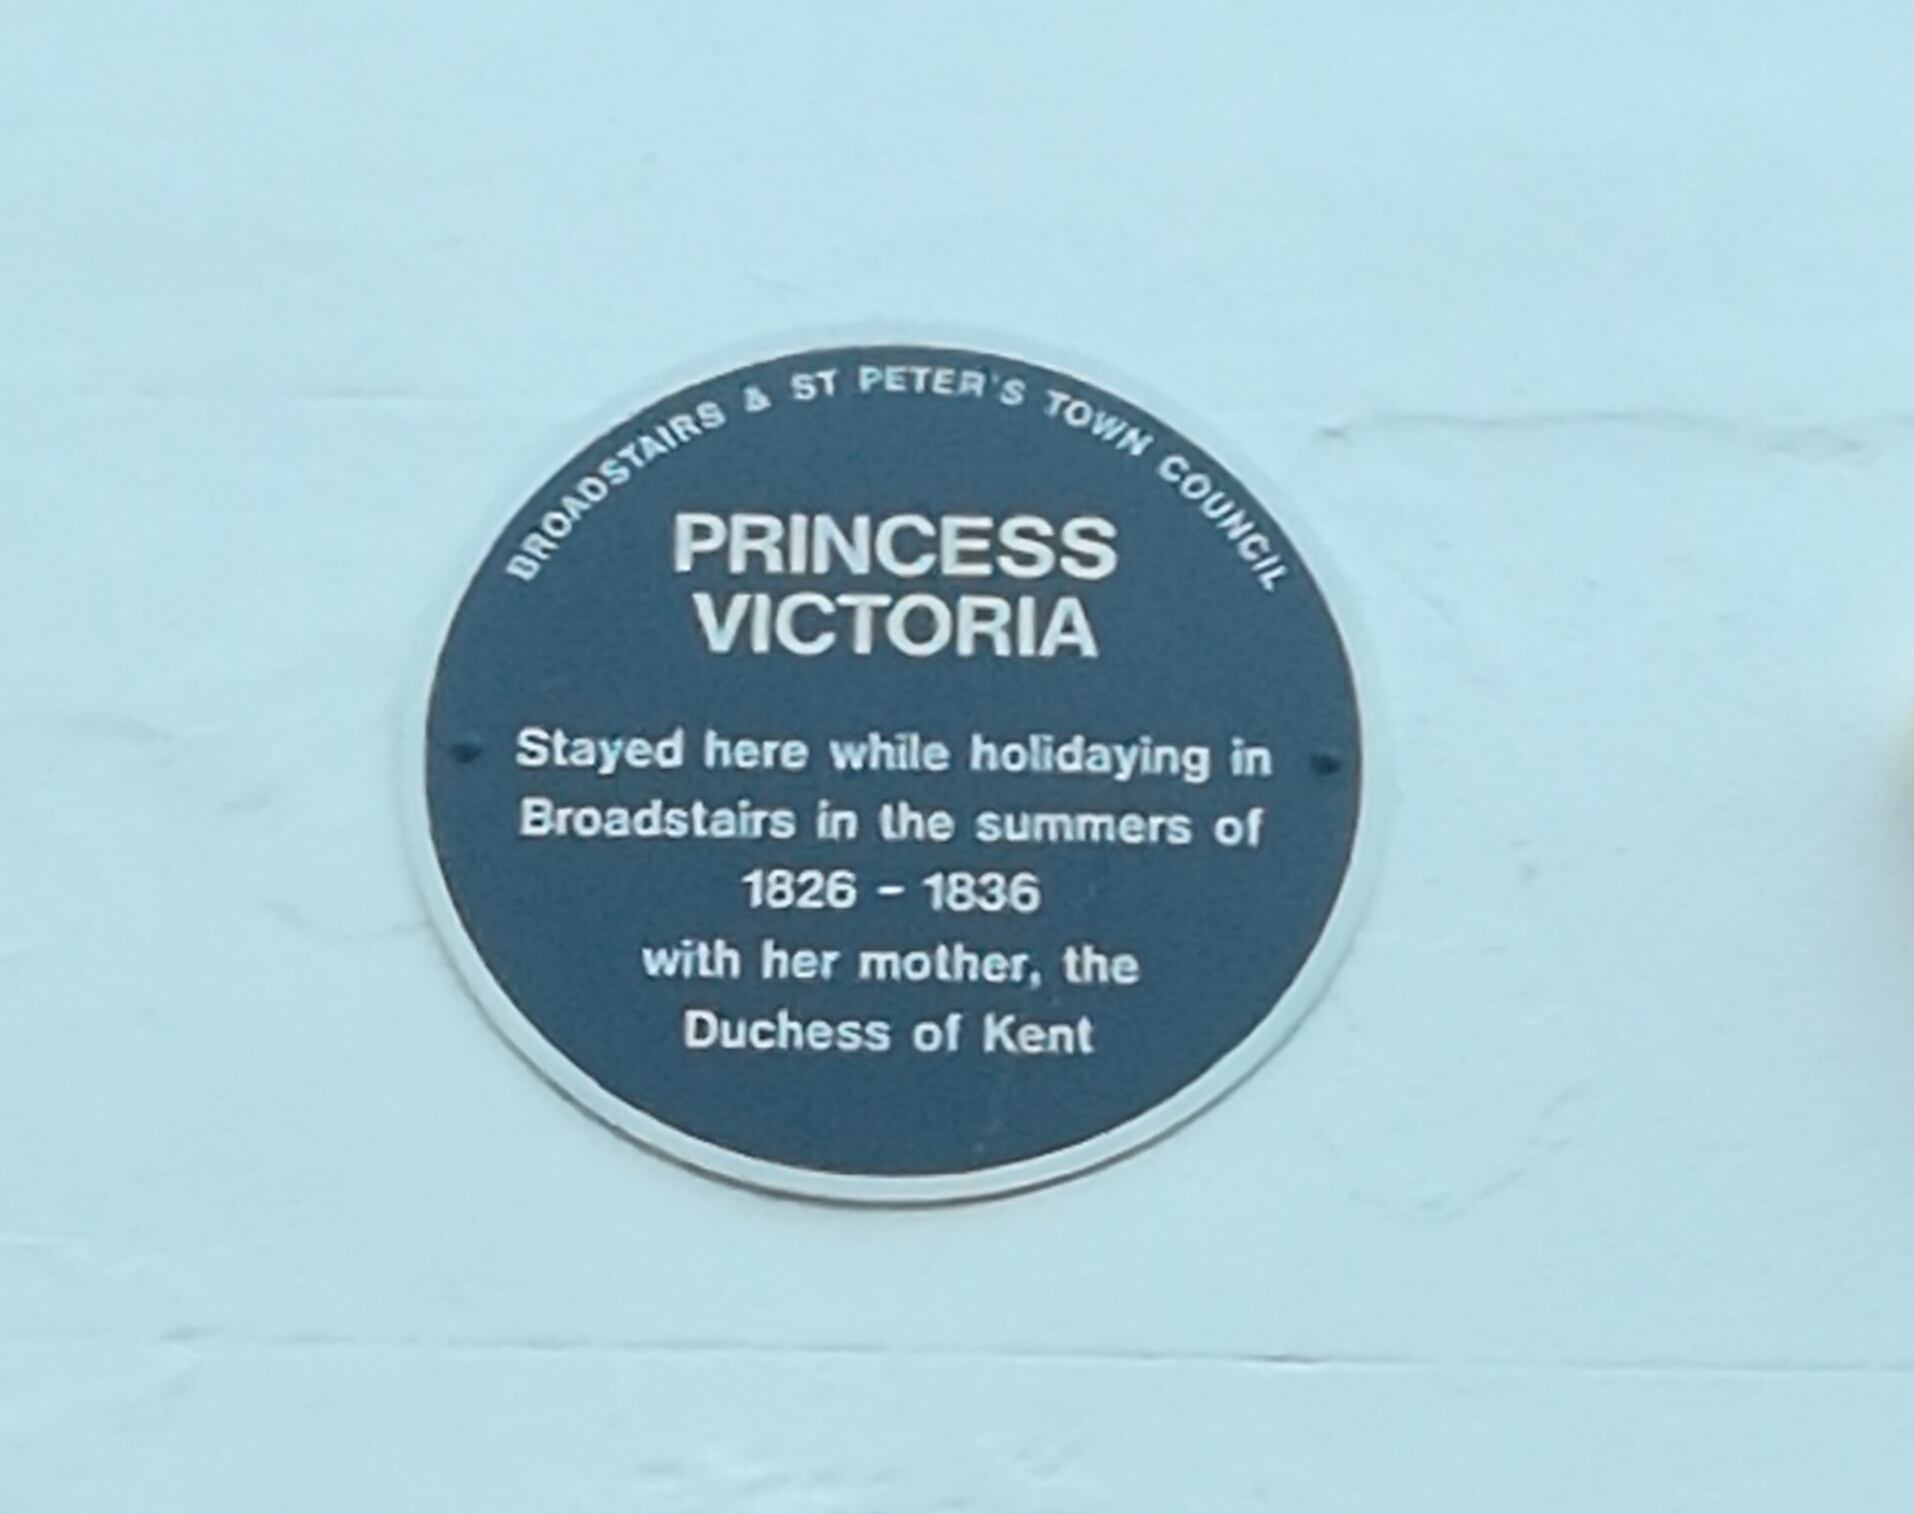 BROADSTAIRS & ST PETER'S TOWN COUNCIL
PRINCESS
VICTORIA
Stayed here while holidaying in
Broadstairs in the summers of
1826 - 1836
with her mother, the
Duchess of Kent